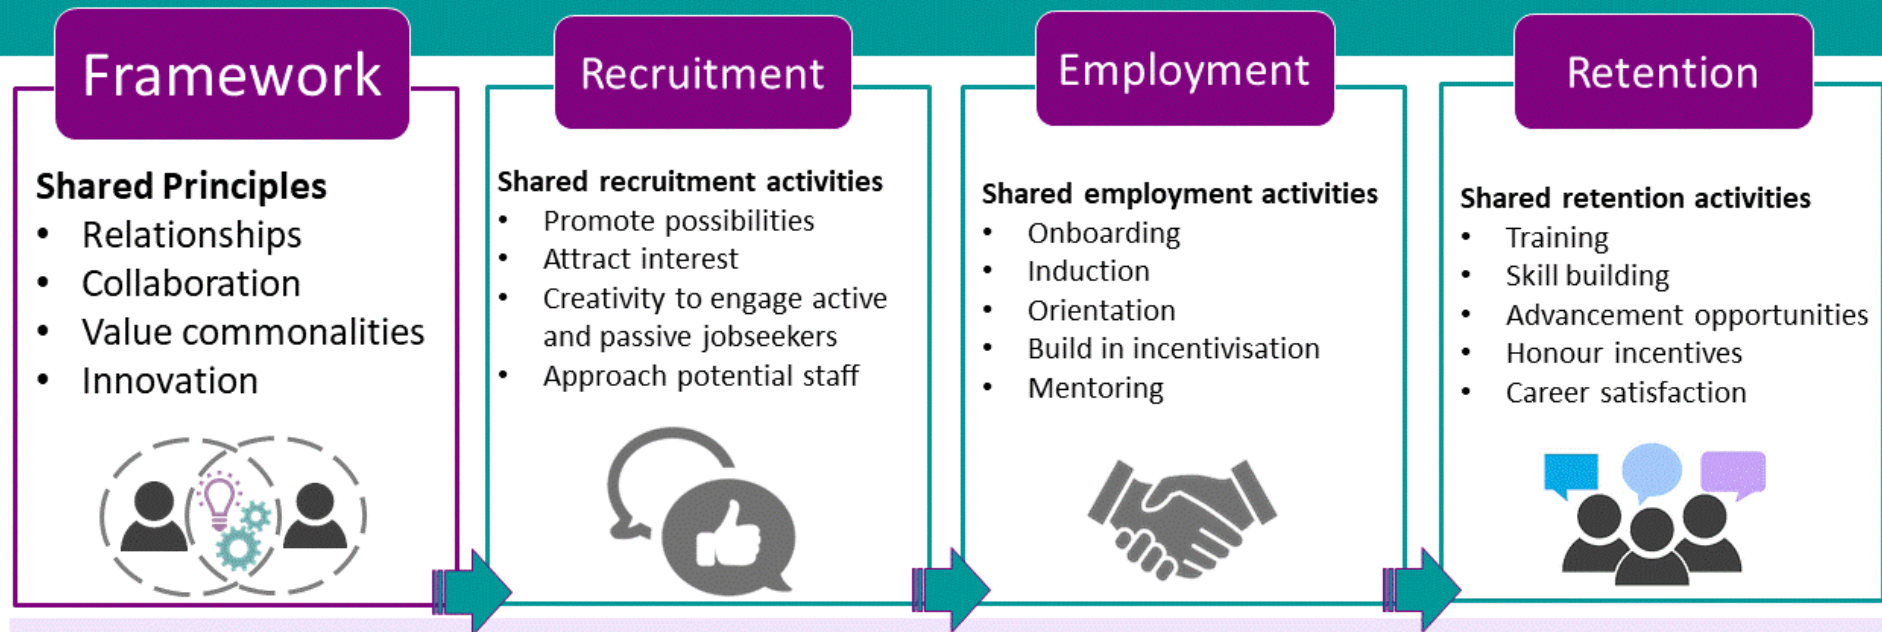 Framework
Shared Principles
• Relationships
• Collaboration
• Value commonalities
• Innovation
Recruitment
Shared recruitment activities
• Promote possibilities
• Attract interest
• Creativity to engage active
and passive jobseekers
• Approach potential staff
Employment
Shared employment activities
• Onboarding
• Induction
• Orientation
• Build in incentivisation
• Mentoring
Retention
Shared retention activities
• Training
• Skill building
• Advancement opportunities
• Honour incentives
• Career satisfaction